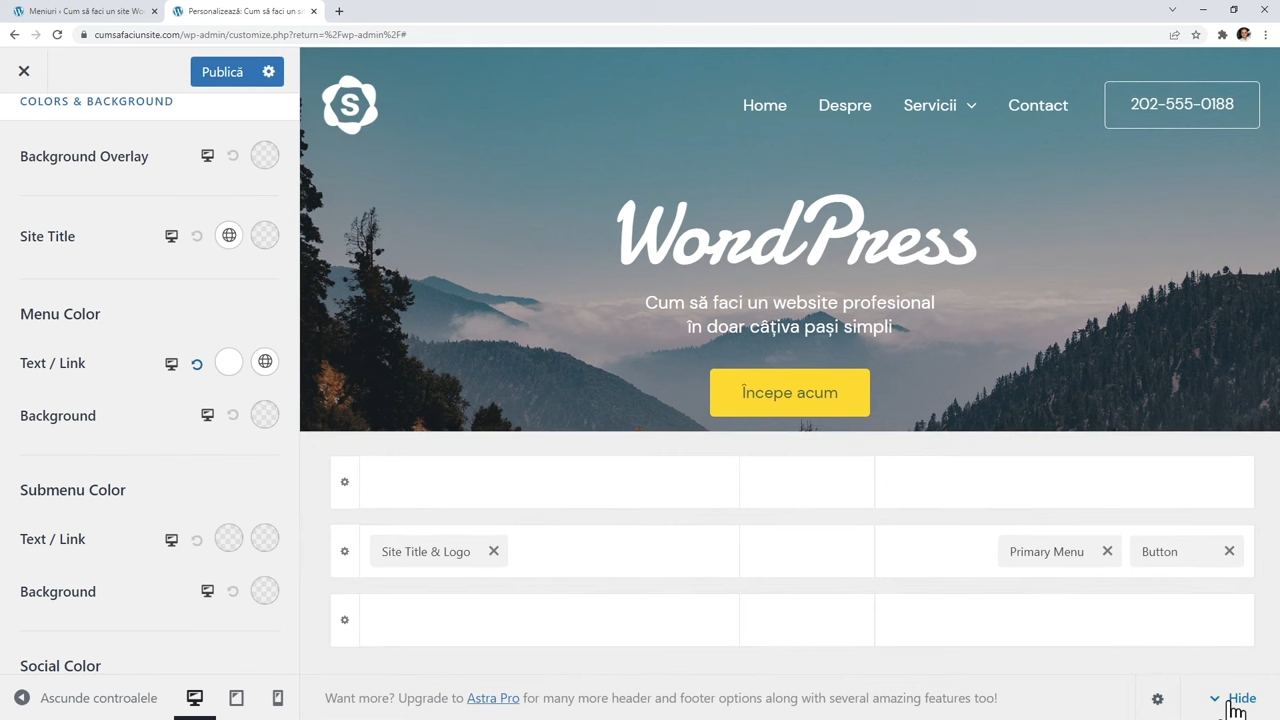 Meniuri ‹ Cum să faci un site Wo
Personalizează: Cum să faci un si
cumsafaciunsite.com/wp-admin/customize.php?return=%2Fwp-admin%2F#
Publică
COLORS & BACKGROUND
Background Overlay
Site Title
Menu Color
Text / Link
Background
Submenu Color
Text / Link
Background
Social Color
Ascunde controalele
S
Home Despre Servicii Contact 202-555-0188
WordPress
Cum să faci un website profesional
în doar câțiva pași simpli
Începe acum
Site Title & Logo Primary Menu Button
Want more? Upgrade to Astra Pro for many more header and footer options along with several amazing features too!
Hide